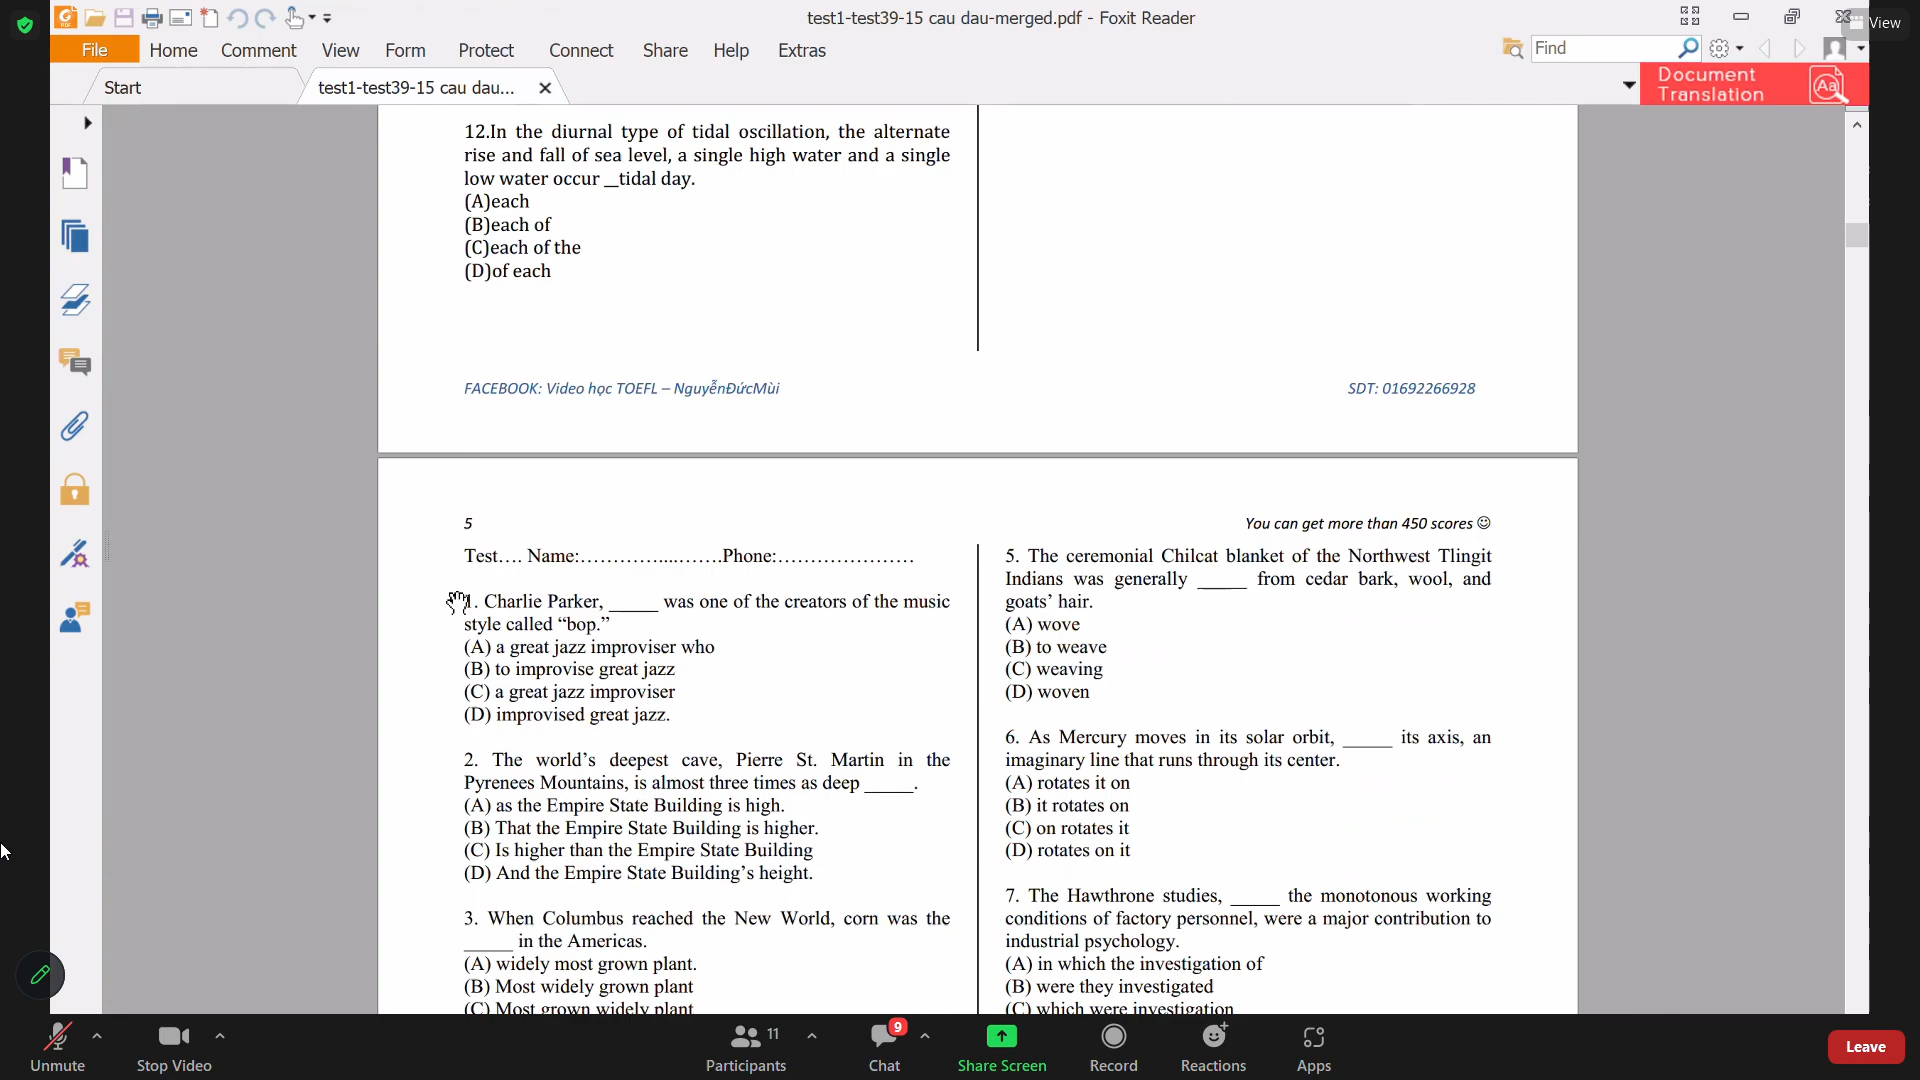 test1-test39-15 cau dau-merged.pdf - Foxit Reader
View
File
Home
Comment
View
Form
Protect
Connect
Share
Help
Extras
Find
Start
test1-test39-15 cau dau...
Document
Translation
12.In the diurnal type of tidal oscillation, the alternate
rise and fall of sea level, a single high water and a single
low water occur _tidal day.
(A)each
(B)each of
(C)each of the
(D)of each
FACEBOOK: Video học TOEFL – NguyễnĐứcMùi
SDT: 01692266928
5
You can get more than 450 scores ☺
Test…. Name:…………....…….Phone:…………………
1. Charlie Parker, _____ was one of the creators of the music
style called “bop.”
(A) a great jazz improviser who
(B) to improvise great jazz
(C) a great jazz improviser
(D) improvised great jazz.
2. The world’s deepest cave, Pierre St. Martin in the
Pyrenees Mountains, is almost three times as deep _____.
(A) as the Empire State Building is high.
(B) That the Empire State Building is higher.
(C) Is higher than the Empire State Building
(D) And the Empire State Building’s height.
3. When Columbus reached the New World, corn was the
_____ in the Americas.
(A) widely most grown plant.
(B) Most widely grown plant
(C) Most grown widely plant
5. The ceremonial Chilcat blanket of the Northwest Tlingit
Indians was generally _____ from cedar bark, wool, and
goats’ hair.
(A) wove
(B) to weave
(C) weaving
(D) woven
6. As Mercury moves in its solar orbit, _____ its axis, an
imaginary line that runs through its center.
(A) rotates it on
(B) it rotates on
(C) on rotates it
(D) rotates on it
7. The Hawthrone studies, _____ the monotonous working
conditions of factory personnel, were a major contribution to
industrial psychology.
(A) in which the investigation of
(B) were they investigated
(C) which were investigation
Unmute
Stop Video
11
Participants
9
Chat
Share Screen
Record
Reactions
Apps
Leave